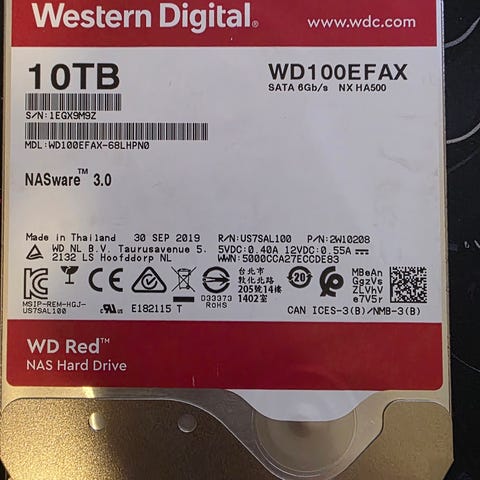 Western Digital® www.wdc.com
10TB WD100EFAX
SATA 6Gb/s NX HA500
S/N: 1EGX9M9Z
MDL: WD100EFAX-68LHPN0
NASware™ 3.0
Made in Thailand 30 SEP 2019 R/N: US7SAL100 P/N: 2W10208
WD NL B.V. Taurusavenue 5. 5VDC: 0.40A 12VDC: 0.55A
2132 LS Hoofddorp NL WWN: 5000CCA27ECCDE83
台北市
敦化北路
205號14樓
1402室
20
MBeAn
GgzVs
ZLVhV
e7V5r
MSIP-REM-HGJ-
US7SAL100
E182115 T
D33373
RoHS
CAN ICES-3(B)/NMB-3(B)
WD Red™
NAS Hard Drive